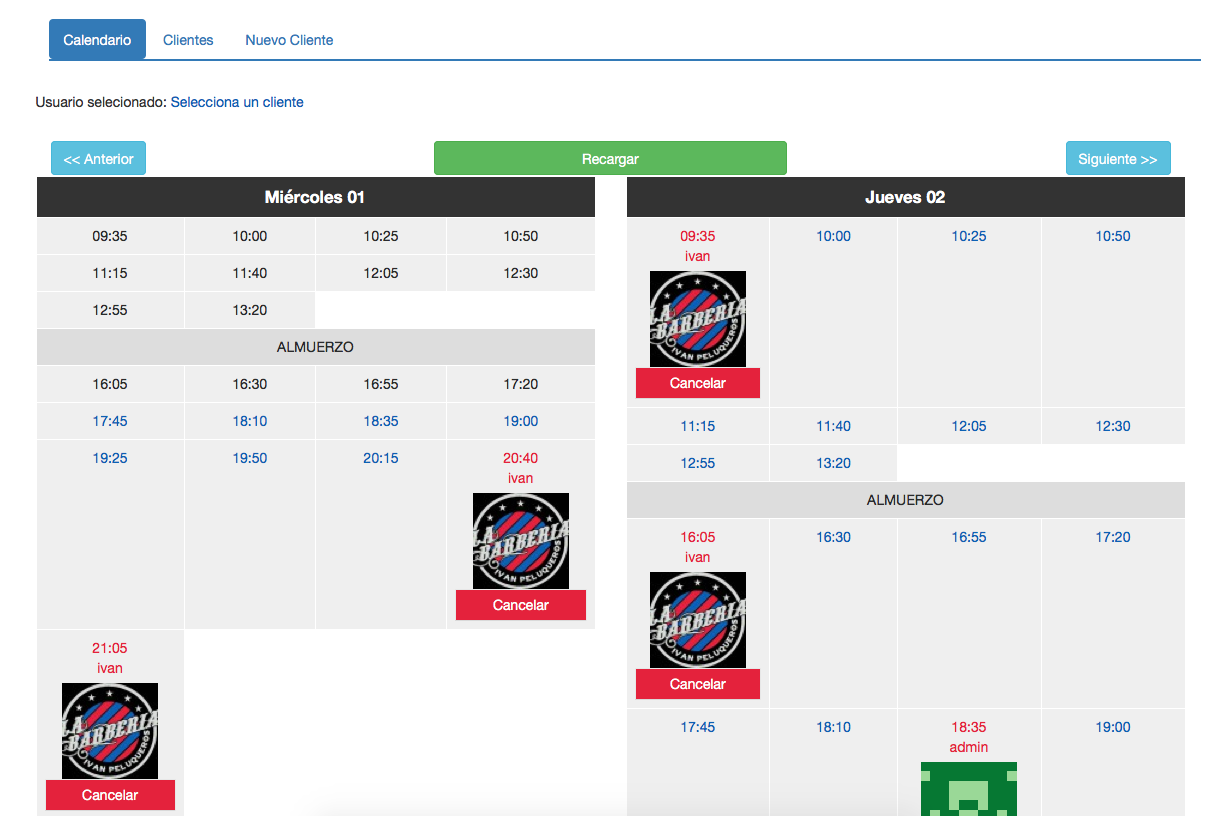 Calendario Clientes Nuevo Cliente
Usuario selecionado: Selecciona un cliente
<< Anterior Recargar Siguiente >>
Miércoles 01
09:35 10:00 10:25 10:50
11:15 11:40 12:05 12:30
12:55 13:20
ALMUERZO
16:05 16:30 16:55 17:20
17:45 18:10 18:35 19:00
19:25 19:50 20:15 20:40
ivan
LA
BARBERIA
IVAN PELUQUEROS
Cancelar
21:05
ivan
LA
BARBERIA
IVAN PELUQUEROS
Cancelar
Jueves 02
09:35 10:00 10:25 10:50
ivan
LA
BARBERIA
IVAN PELUQUEROS
Cancelar
11:15 11:40 12:05 12:30
12:55 13:20
ALMUERZO
16:05 16:30 16:55 17:20
ivan
LA
BARBERIA
IVAN PELUQUEROS
Cancelar
17:45 18:10 18:35 19:00
admin